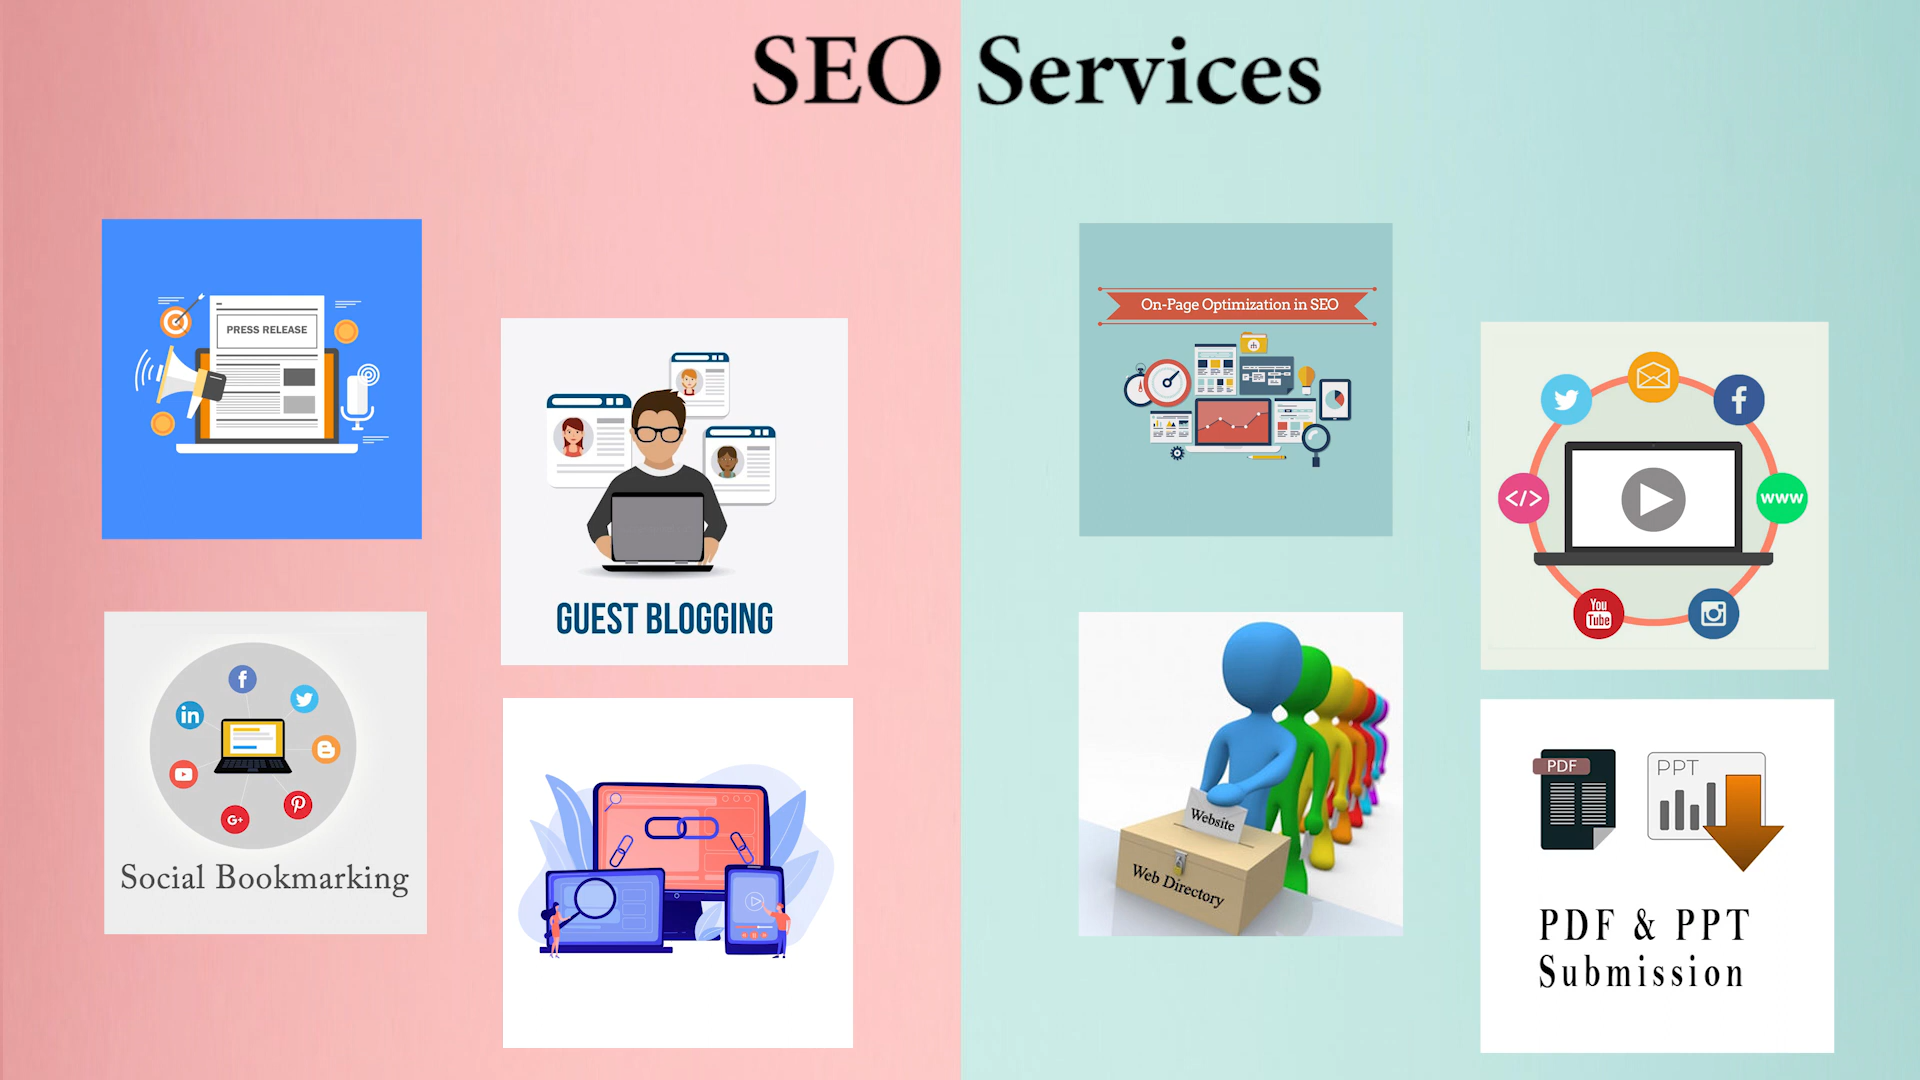 SEO Services
PRESS RELEASE
GUEST BLOGGING
Social Bookmarking
On-Page Optimization in SEO
</>
www
You
Tube
Website
Web Directory
PDF
PPT
PDF & PPT
Submission